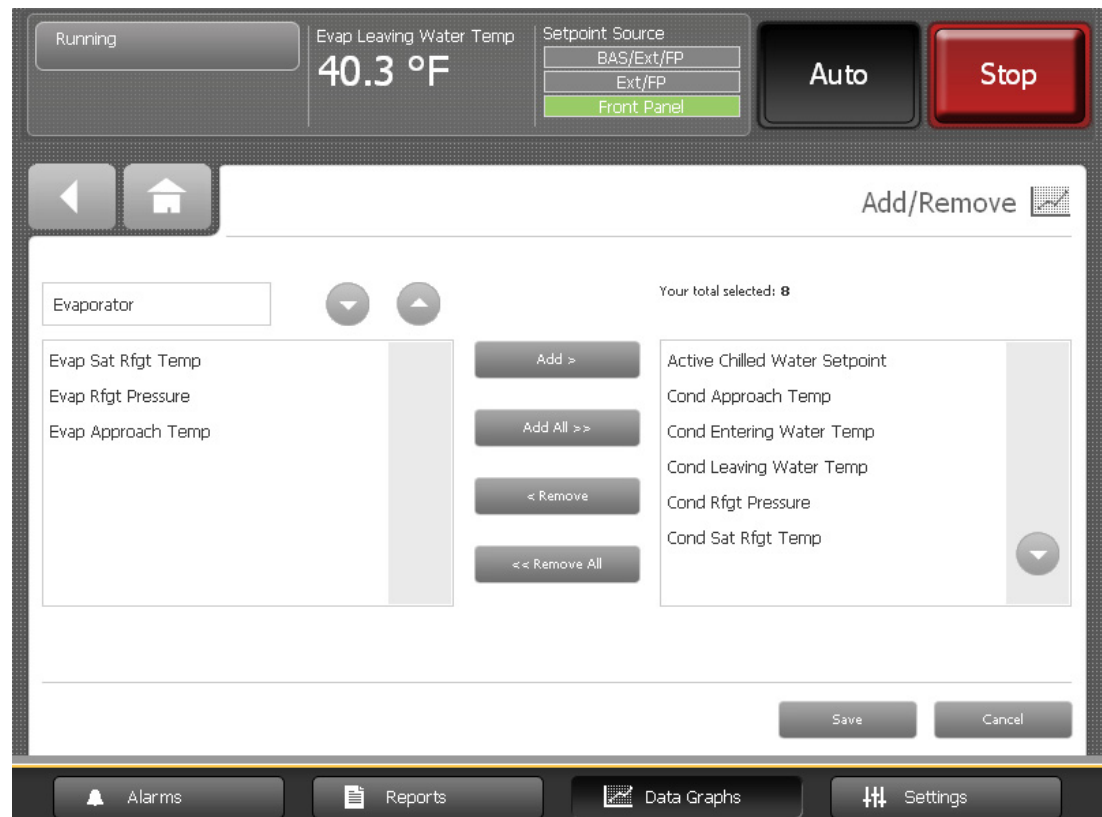 Running
Evap Leaving Water Temp
40.3 °F
Setpoint Source
BAS/Ext/FP
Ext/FP
Front Panel
Auto
Stop
Add/Remove
Evaporator
Your total selected: 8
Evap Sat Rfgt Temp
Evap Rfgt Pressure
Evap Approach Temp
Add >
Add All >>
< Remove
<< Remove All
Active Chilled Water Setpoint
Cond Approach Temp
Cond Entering Water Temp
Cond Leaving Water Temp
Cond Rfgt Pressure
Cond Sat Rfgt Temp
Save
Cancel
Alarms
Reports
Data Graphs
Settings